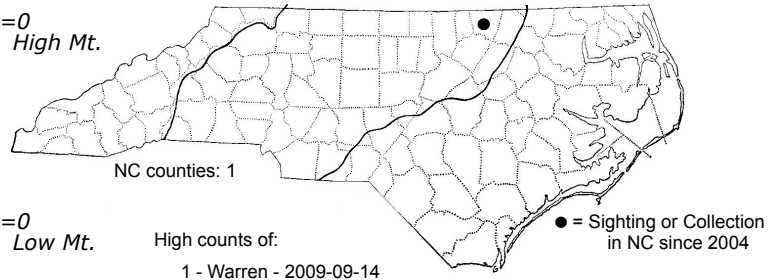 =0
High Mt.
NC counties: 1
=0
Low Mt.
High counts of:
1 - Warren - 2009-09-14
● = Sighting or Collection
in NC since 2004